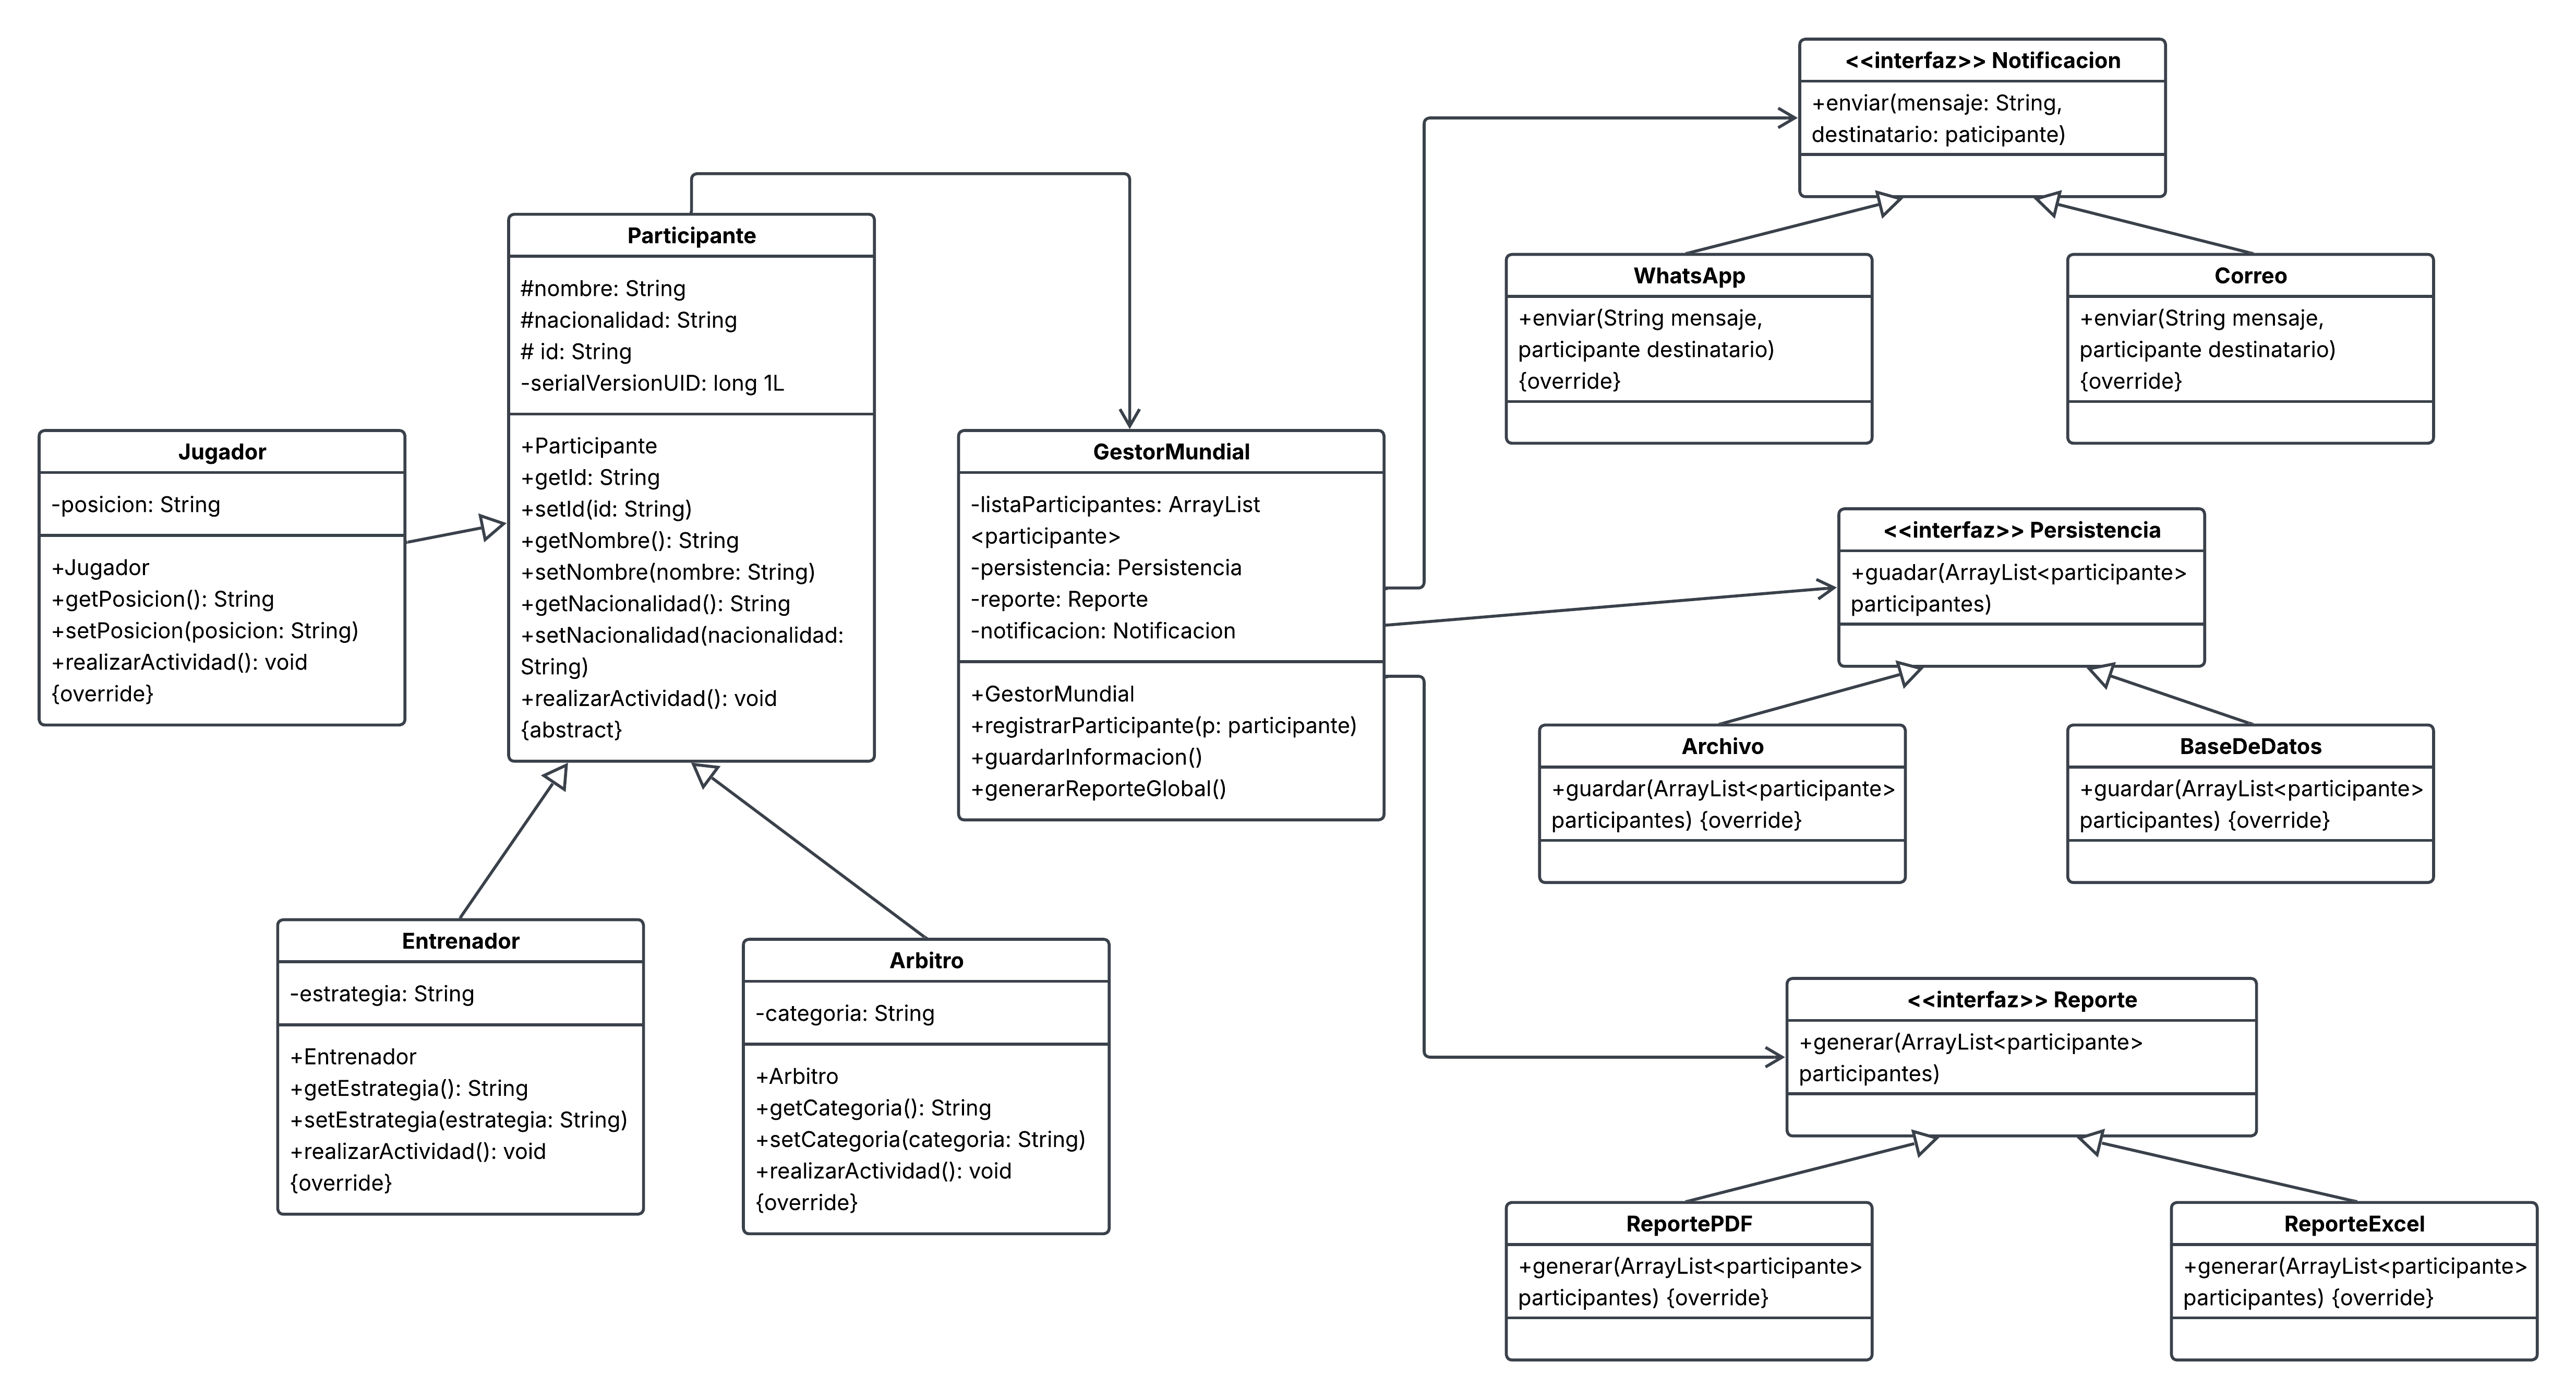 <<interfaz>> Notificacion
+enviar(mensaje: String,
destinatario: paticipante)
WhatsApp
+enviar(String mensaje,
participante destinatario)
{override}
Correo
+enviar(String mensaje,
participante destinatario)
{override}
Participante
#nombre: String
#nacionalidad: String
# id: String
-serialVersionUID: long 1L
+Participante
+getId: String
+setId(id: String)
+getNombre(): String
+setNombre(nombre: String)
+getNacionalidad(): String
+setNacionalidad(nacionalidad:
String)
+realizarActividad(): void
{abstract}
Jugador
-posicion: String
+Jugador
+getPosicion(): String
+setPosicion(posicion: String)
+realizarActividad(): void
{override}
GestorMundial
-listaParticipantes: ArrayList
<participante>
-persistencia: Persistencia
-reporte: Reporte
-notificacion: Notificacion
+GestorMundial
+registrarParticipante(p: participante)
+guardarInformacion()
+generarReporteGlobal()
<<interfaz>> Persistencia
+guadar(ArrayList<participante>
participantes)
Archivo
+guardar(ArrayList<participante>
participantes) {override}
BaseDeDatos
+guardar(ArrayList<participante>
participantes) {override}
Entrenador
-estrategia: String
+Entrenador
+getEstrategia(): String
+setEstrategia(estrategia: String)
+realizarActividad(): void
{override}
Arbitro
-categoria: String
+Arbitro
+getCategoria(): String
+setCategoria(categoria: String)
+realizarActividad(): void
{override}
<<interfaz>> Reporte
+generar(ArrayList<participante>
participantes)
ReportePDF
+generar(ArrayList<participante>
participantes) {override}
ReporteExcel
+generar(ArrayList<participante>
participantes) {override}